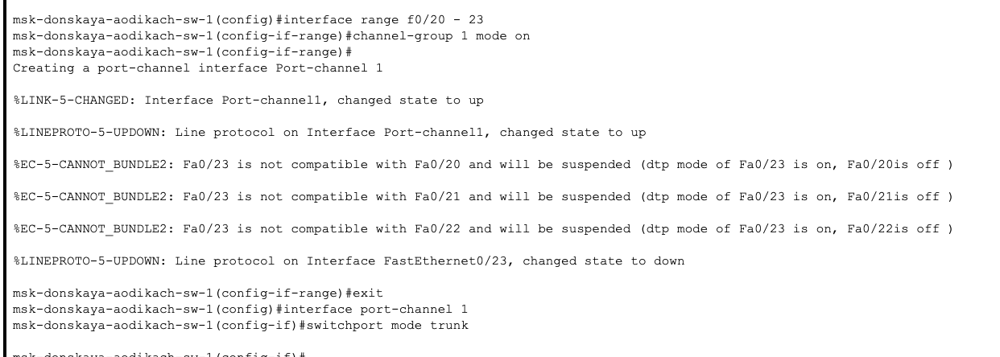 msk-donskaya-aodikach-sw-1(config)#interface range f0/20 - 23
msk-donskaya-aodikach-sw-1(config-if-range)#channel-group 1 mode on
msk-donskaya-aodikach-sw-1(config-if-range)#
Creating a port-channel interface Port-channel 1
%LINK-5-CHANGED: Interface Port-channel1, changed state to up
%LINEPROTO-5-UPDOWN: Line protocol on Interface Port-channel1, changed state to up
%EC-5-CANNOT_BUNDLE2: Fa0/23 is not compatible with Fa0/20 and will be suspended (dtp mode of Fa0/23 is on, Fa0/20is off )
%EC-5-CANNOT_BUNDLE2: Fa0/23 is not compatible with Fa0/21 and will be suspended (dtp mode of Fa0/23 is on, Fa0/21is off )
%EC-5-CANNOT_BUNDLE2: Fa0/23 is not compatible with Fa0/22 and will be suspended (dtp mode of Fa0/23 is on, Fa0/22is off )
%LINEPROTO-5-UPDOWN: Line protocol on Interface FastEthernet0/23, changed state to down
msk-donskaya-aodikach-sw-1(config-if-range)#exit
msk-donskaya-aodikach-sw-1(config)#interface port-channel 1
msk-donskaya-aodikach-sw-1(config-if)#switchport mode trunk
msk-donskaya-aodikach-sw-1(config-if)#